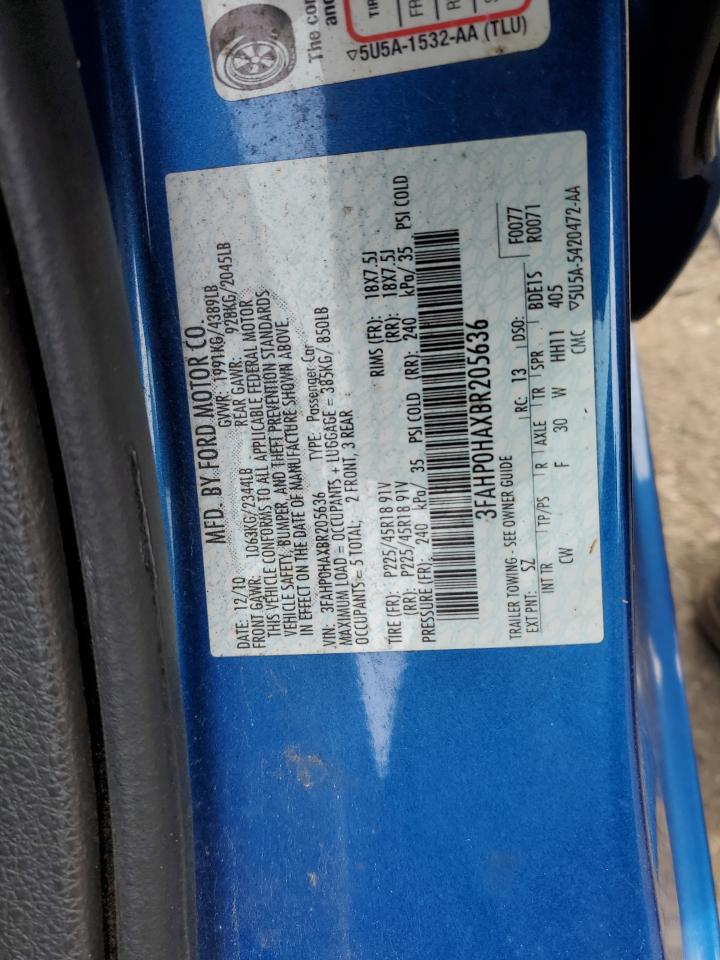 The co
and
TIR
FR
R
S
▽5U5A-1532-AA (TLU)
MFD. BY FORD MOTOR CO.
DATE: 12/10 GVWR: 1991KG/4389LB
FRONT GAWR: 1063KG/2344LB REAR GAWR: 928KG/2045LB
THIS VEHICLE CONFORMS TO ALL APPLICABLE FEDERAL MOTOR
VEHICLE SAFETY, BUMPER, AND THEFT PREVENTION STANDARDS
IN EFFECT ON THE DATE OF MANUFACTURE SHOWN ABOVE.
VIN: 3FAHP0HAXBR205636 TYPE: Passenger Car
MAXIMUM LOAD = OCCUPANTS + LUGGAGE = 385KG/ 850LB
OCCUPANTS = 5 TOTAL; 2 FRONT, 3 REAR
TIRE (FR): P225/45R18 91V RIMS (FR): 18X7.5J
(RR): P225/45R18 91V (RR): 18X7.5J
PRESSURE (FR): 240 kPa/ 35 PSI COLD (RR): 240 kPa/ 35 PSI COLD
3FAHP0HAXBR205636
TRAILER TOWING - SEE OWNER GUIDE F0077
EXT PNT: SZ RC: 13 DSO: R0071
INT TR TP/PS R AXLE TR SPR BDETS
CW F 30 W HH11 405
CMC ▽5U5A-5420472-AA